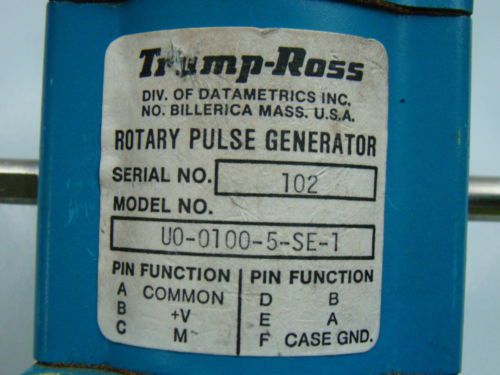 Trump-Ross
DIV. OF DATAMETRICS INC.
NO. BILLERICA MASS. U.S.A.
ROTARY PULSE GENERATOR
SERIAL NO. 102
MODEL NO.
UO-0100-5-SE-1
PIN FUNCTION PIN FUNCTION
A COMMON D B
B +V E A
C M F CASE GND.